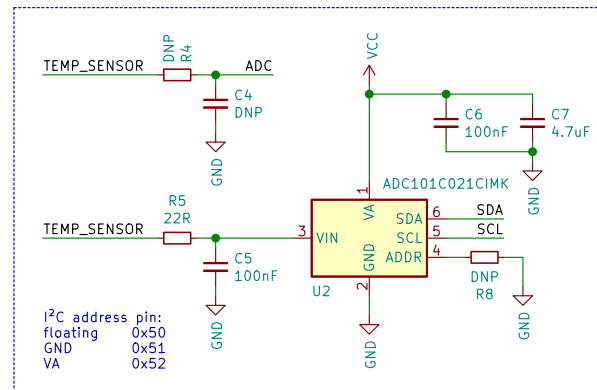 DNP
R4
TEMP_SENSOR
ADC
C4
DNP
GND
VCC
C6
100nF
C7
4.7uF
GND
ADC101C021CIMK
R5
22R
TEMP_SENSOR
C5
100nF
GND
1
VA
3
VIN
SDA
6
SDA
SCL
5
SCL
ADDR
4
GND
2
U2
DNP
R8
GND
GND
I²C address pin:
floating 0x50
GND 0x51
VA 0x52